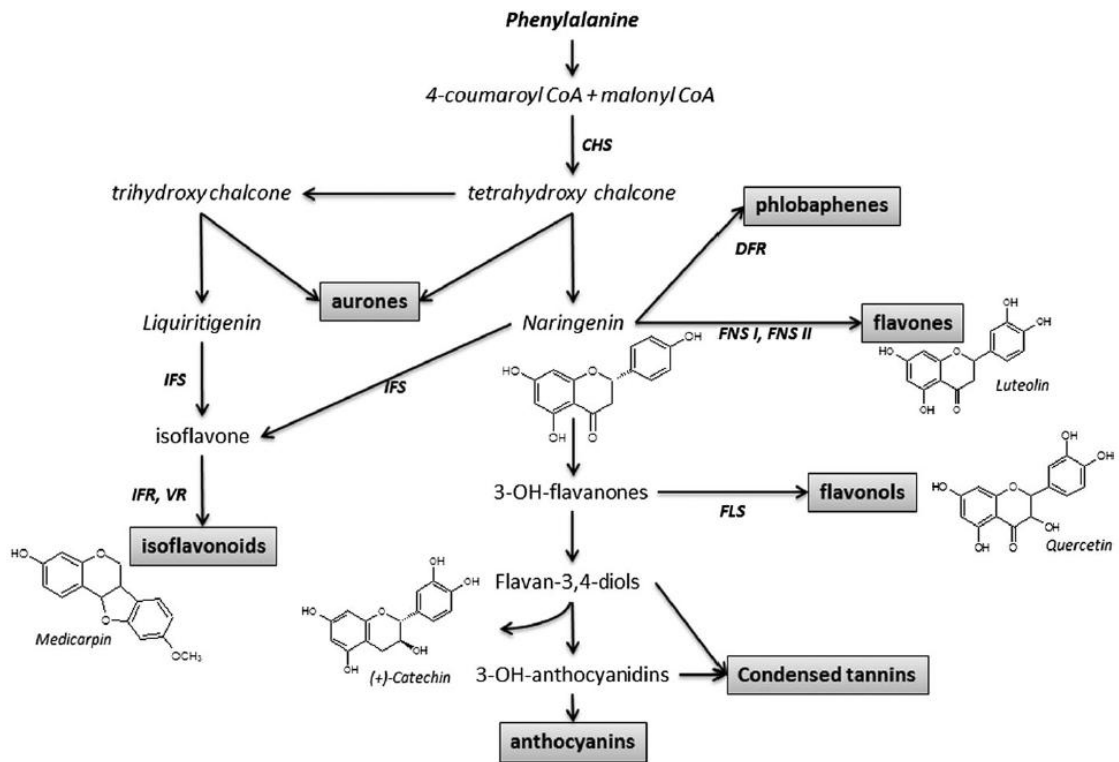 Phenylalanine
4-coumaroyl CoA + malonyl CoA
CHS
trihydroxy chalcone
tetrahydroxy chalcone
phlobaphenes
DFR
aurones
Liquiritigenin
Naringenin
FNS I, FNS II
flavones
OH
OH
HO
O
OH
O
Luteolin
OH
HO
O
OH
O
IFS
IFS
isoflavone
IFR, VR
3-OH-flavanones
FLS
flavonols
OH
OH
HO
O
OH
OH
O
Quercetin
isoflavonoids
HO
O
O
OCH3
Medicarpin
Flavan-3,4-diols
OH
OH
HO
O
OH
OH
(+)-Catechin
3-OH-anthocyanidins
Condensed tannins
anthocyanins